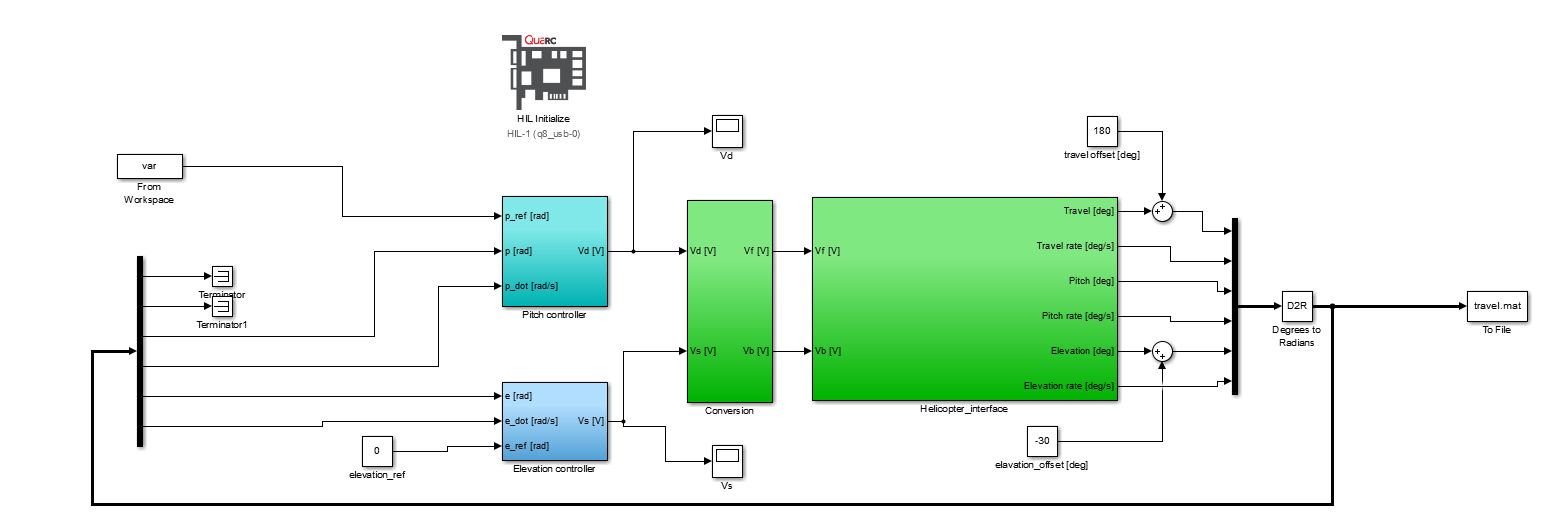 QUARC
HIL Initialize
HIL-1 (q8_usb-0)
Vd
180
travel offset [deg]
var
From
Workspace
p_ref [rad]
p [rad]
p_dot [rad/s]
Vd [V]
Pitch controller
Terminator
Terminator1
Vd [V]
Vs [V]
Vf [V]
Vb [V]
Conversion
Vf [V]
Vb [V]
Travel [deg]
Travel rate [deg/s]
Pitch [deg]
Pitch rate [deg/s]
Elevation [deg]
Elevation rate [deg/s]
Helicopter_interface
D2R
Degrees to
Radians
travel.mat
To File
e [rad]
e_dot [rad/s]
e_ref [rad]
Vs [V]
Elevation controller
0
elevation_ref
Vs
-30
elavation_offset [deg]